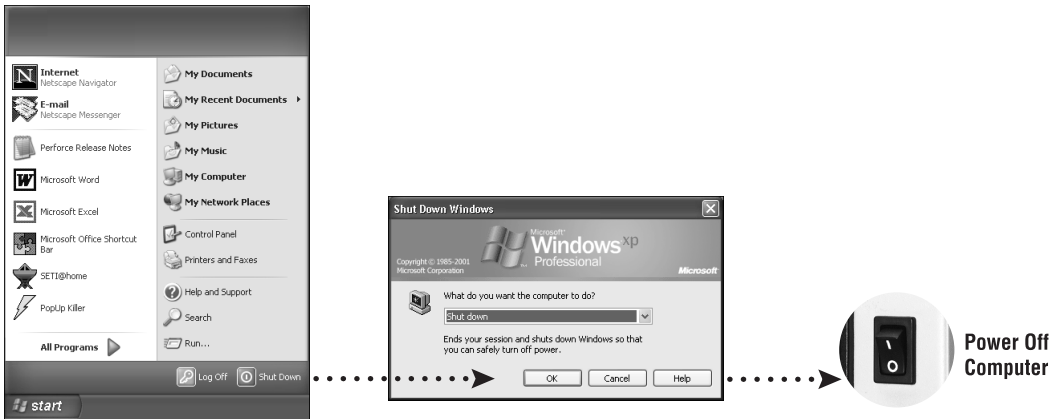 Internet
Netscape Navigator
E-mail
Netscape Messenger
Perforce Release Notes
Microsoft Word
Microsoft Excel
Microsoft Office Shortcut
Bar
SETI@home
PopUp Killer
All Programs
My Documents
My Recent Documents
My Pictures
My Music
My Computer
My Network Places
Control Panel
Printers and Faxes
Help and Support
Search
Run...
Log Off
Shut Down
start
Shut Down Windows
Copyright © 1985-2001
Microsoft Corporation
Microsoft®
Windows xp
Professional
Microsoft
What do you want the computer to do?
Shut down
Ends your session and shuts down Windows so that
you can safely turn off power.
OK
Cancel
Help
Power Off
Computer